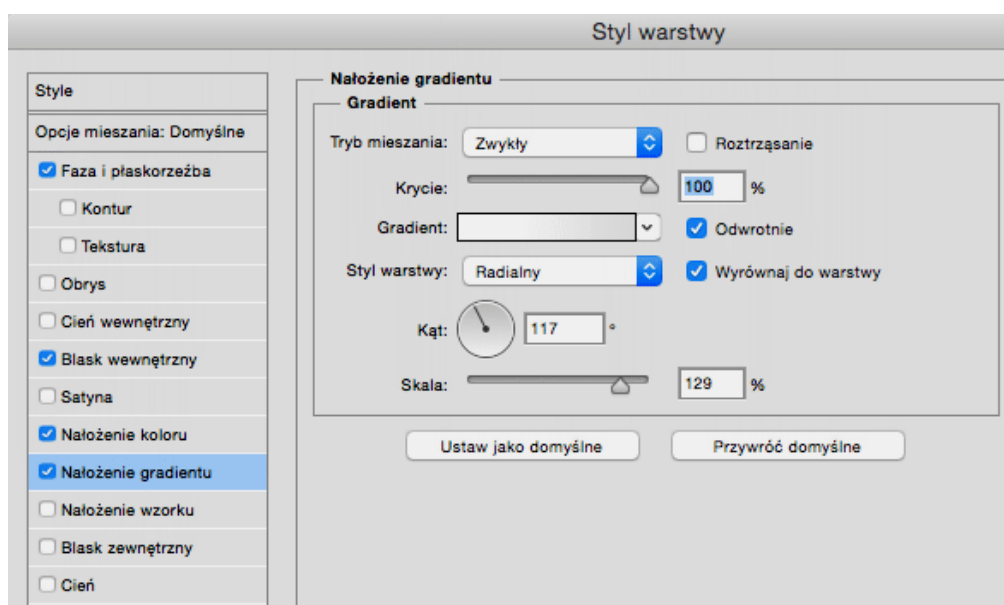 Styl warstwy
Style
Opcje mieszania: Domyślne
Faza i płaskorzeźba
Kontur
Tekstura
Obrys
Cień wewnętrzny
Blask wewnętrzny
Satyna
Nałożenie koloru
Nałożenie gradientu
Nałożenie wzorku
Blask zewnętrzny
Cień
Nałożenie gradientu
Gradient
Tryb mieszania: Zwykły Roztrząsanie
Krycie: 100 %
Gradient: Odwrotnie
Styl warstwy: Radialny Wyrównaj do warstwy
Kąt: 117 °
Skala: 129 %
Ustaw jako domyślne Przywróć domyślne